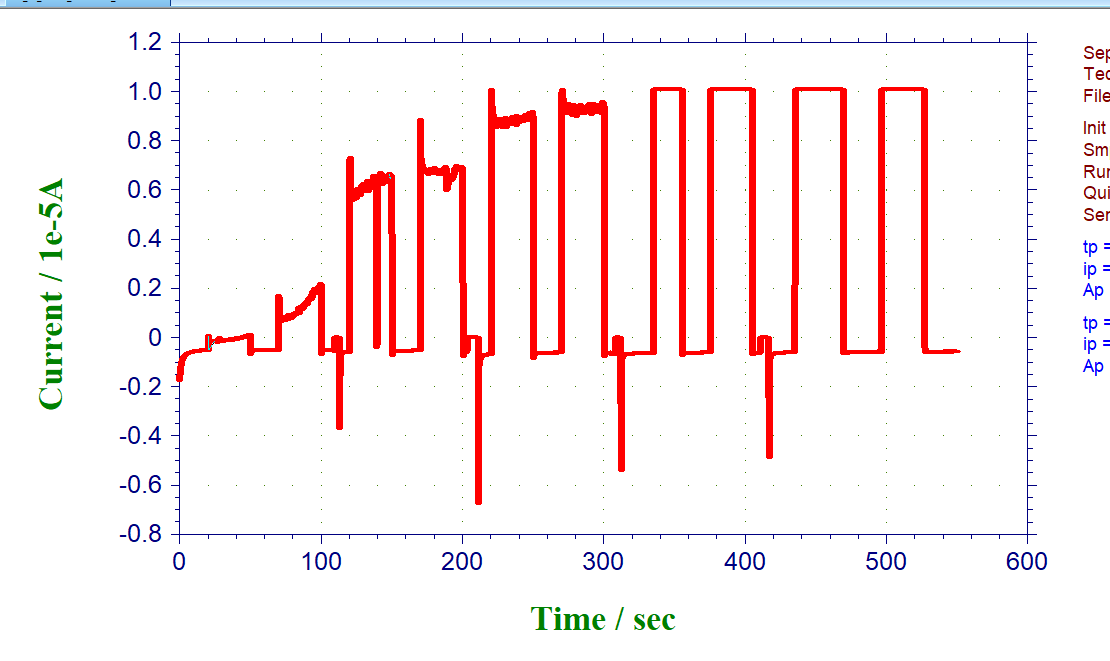 1.2
1.0
0.8
0.6
0.4
0.2
0
-0.2
-0.4
-0.6
-0.8
Current / 1e-5A
0 100 200 300 400 500 600
Time / sec
Sep
Tec
File
Init
Sm
Rur
Qui
Ser
tp =
ip =
Ap
tp =
ip =
Ap